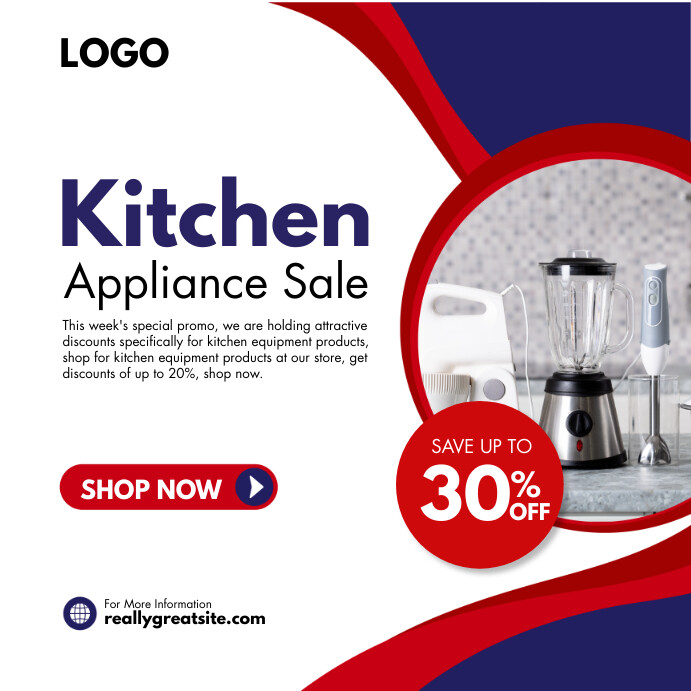 LOGO
Kitchen
Appliance Sale
This week's special promo, we are holding attractive
discounts specifically for kitchen equipment products,
shop for kitchen equipment products at our store, get
discounts of up to 20%, shop now.
SHOP NOW
SAVE UP TO
30%
OFF
For More Information
reallygreatsite.com